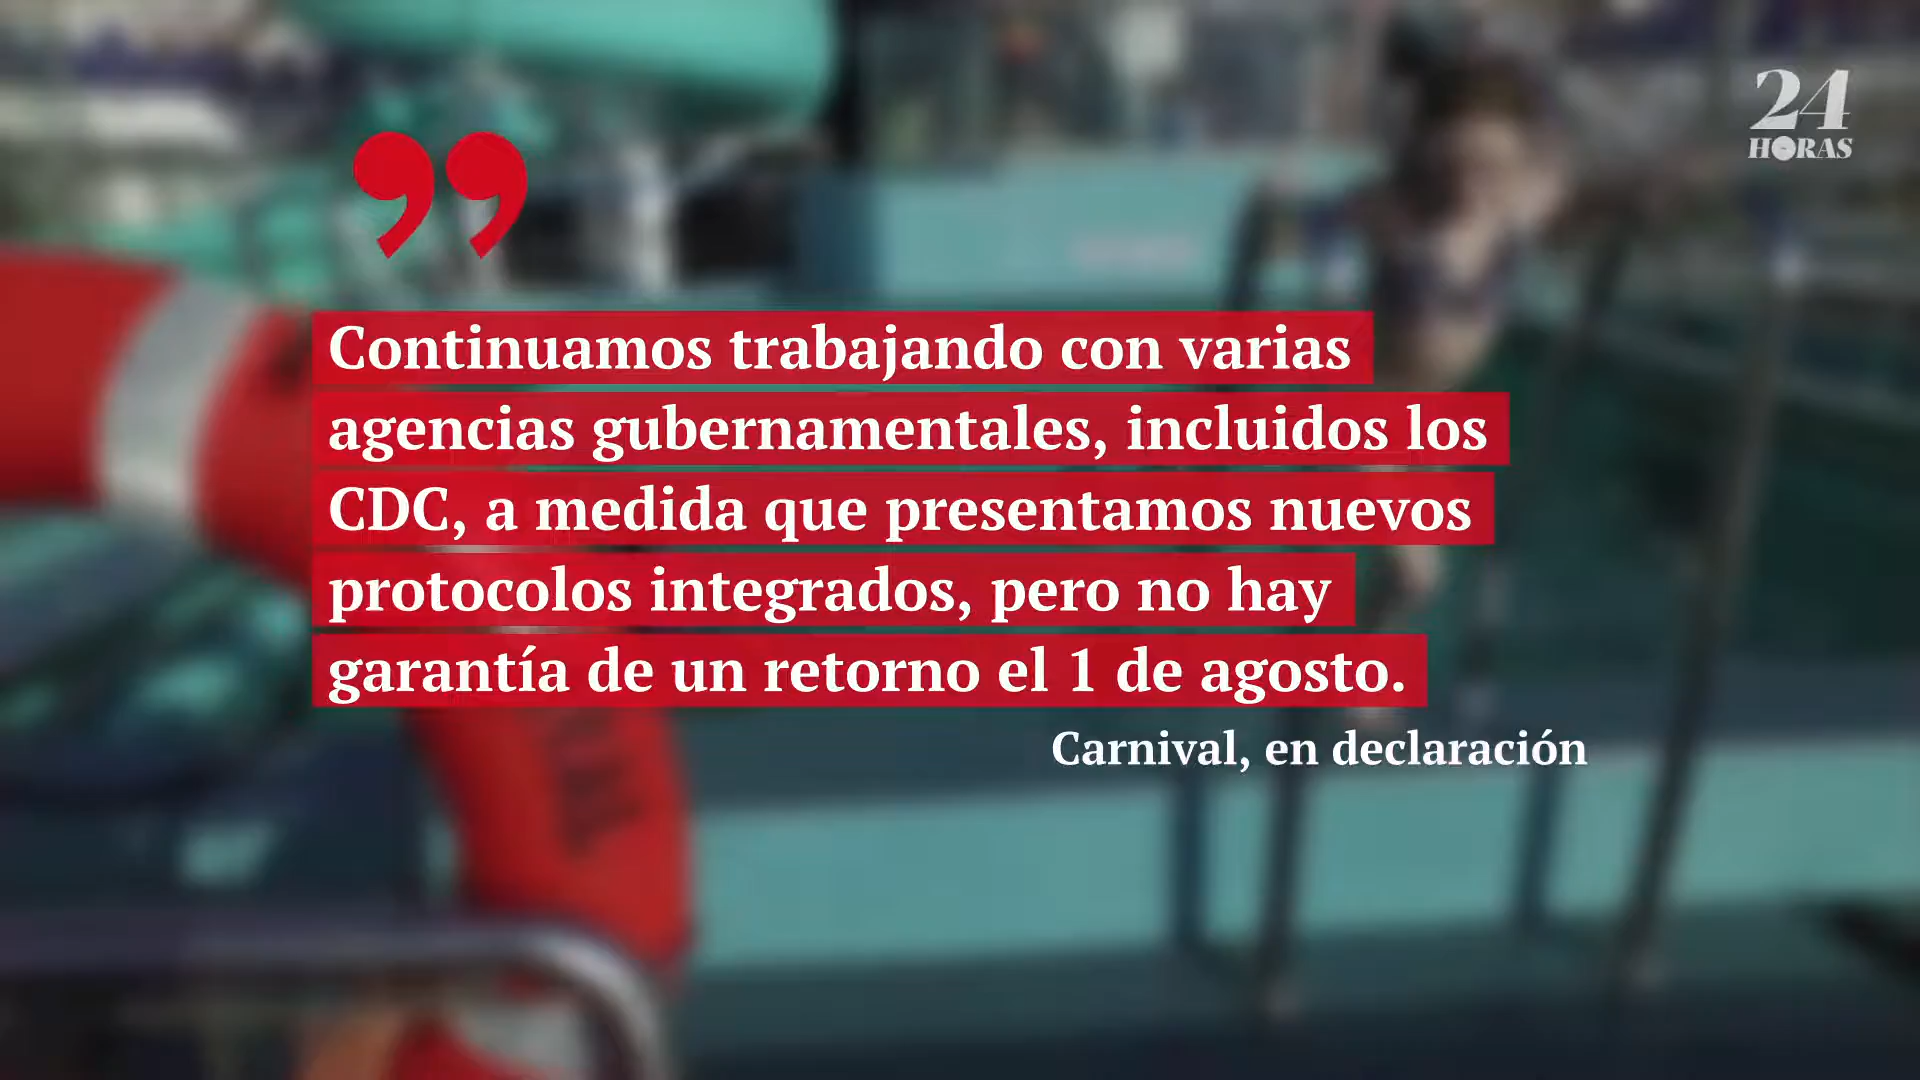 24
HORAS
”
Continuamos trabajando con varias
agencias gubernamentales, incluidos los
CDC, a medida que presentamos nuevos
protocolos integrados, pero no hay
garantía de un retorno el 1 de agosto.
Carnival, en declaración